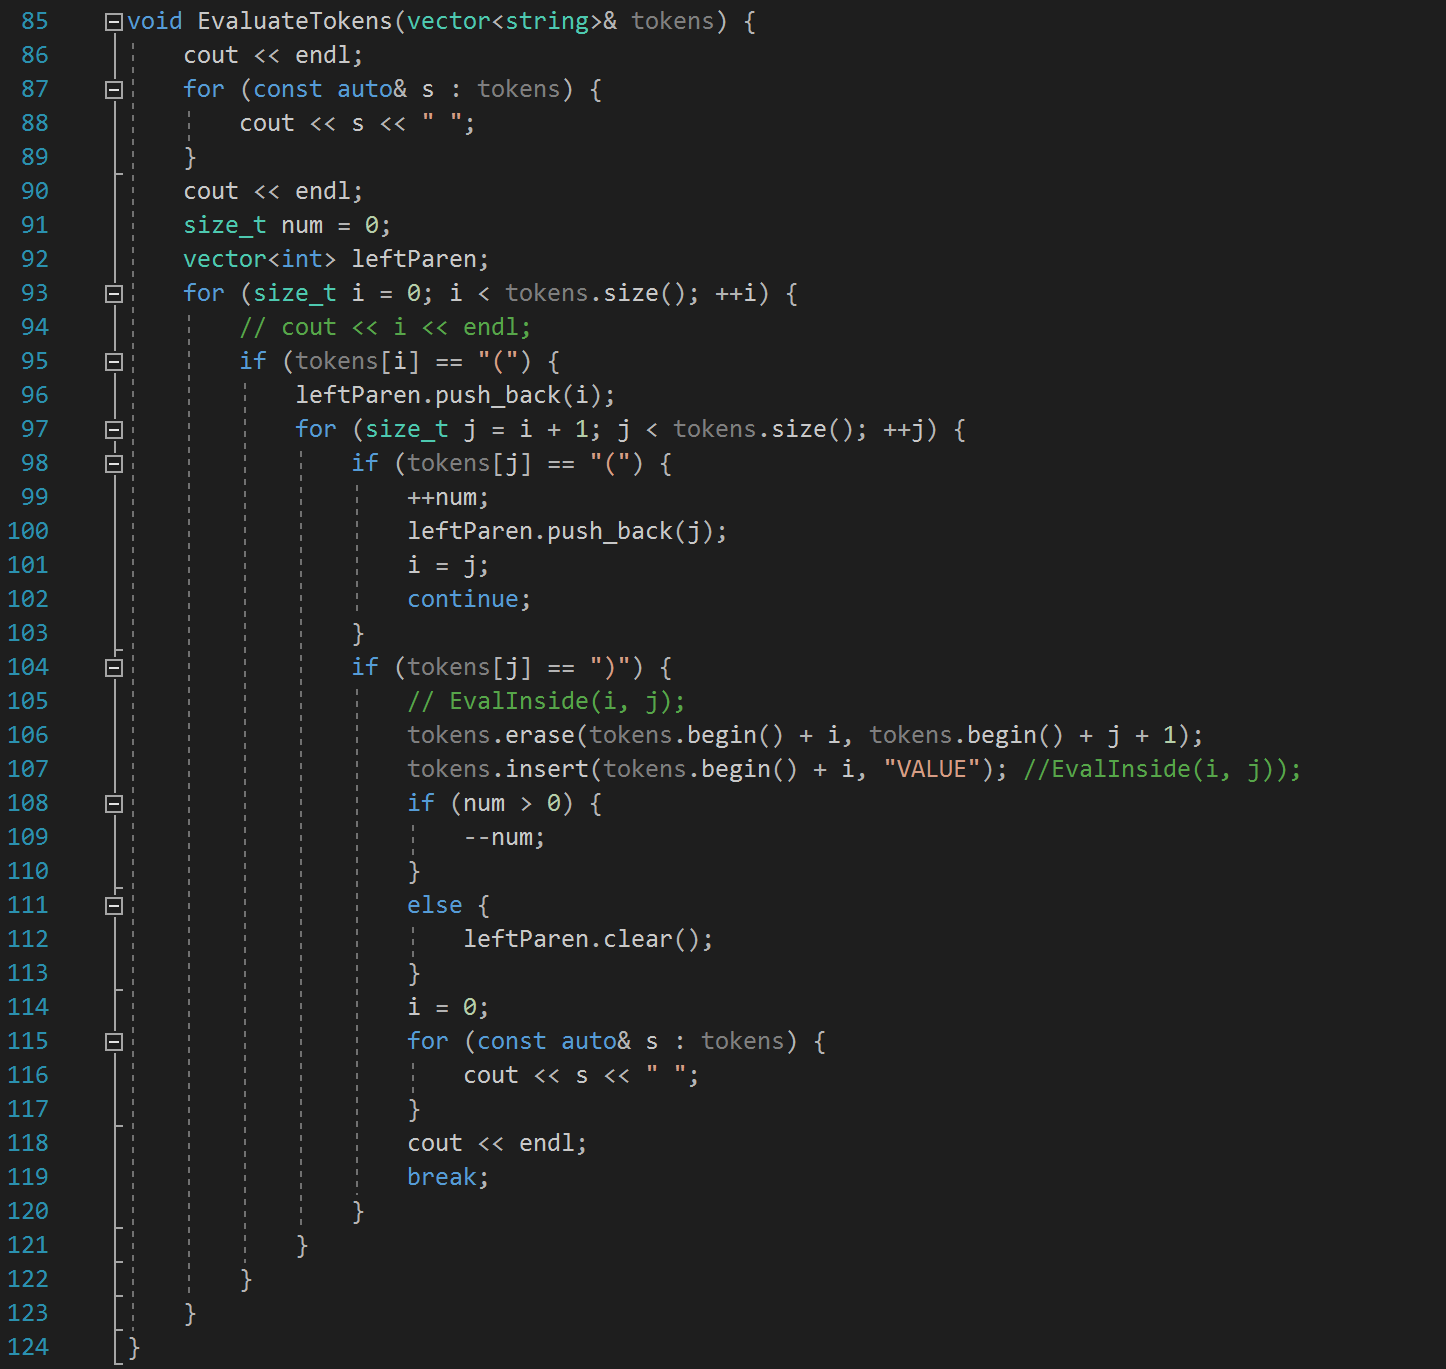 85 void EvaluateTokens(vector<string>& tokens) {
86     cout << endl;
87     for (const auto& s : tokens) {
88         cout << s << " ";
89     }
90     cout << endl;
91     size_t num = 0;
92     vector<int> leftParen;
93     for (size_t i = 0; i < tokens.size(); ++i) {
94         // cout << i << endl;
95         if (tokens[i] == "(") {
96             leftParen.push_back(i);
97             for (size_t j = i + 1; j < tokens.size(); ++j) {
98                 if (tokens[j] == "(") {
99                     ++num;
100                     leftParen.push_back(j);
101                     i = j;
102                     continue;
103                 }
104                 if (tokens[j] == ")") {
105                     // EvalInside(i, j);
106                     tokens.erase(tokens.begin() + i, tokens.begin() + j + 1);
107                     tokens.insert(tokens.begin() + i, "VALUE"); //EvalInside(i, j));
108                     if (num > 0) {
109                         --num;
110                     }
111                     else {
112                         leftParen.clear();
113                     }
114                     i = 0;
115                     for (const auto& s : tokens) {
116                         cout << s << " ";
117                     }
118                     cout << endl;
119                     break;
120                 }
121             }
122         }
123     }
124 }